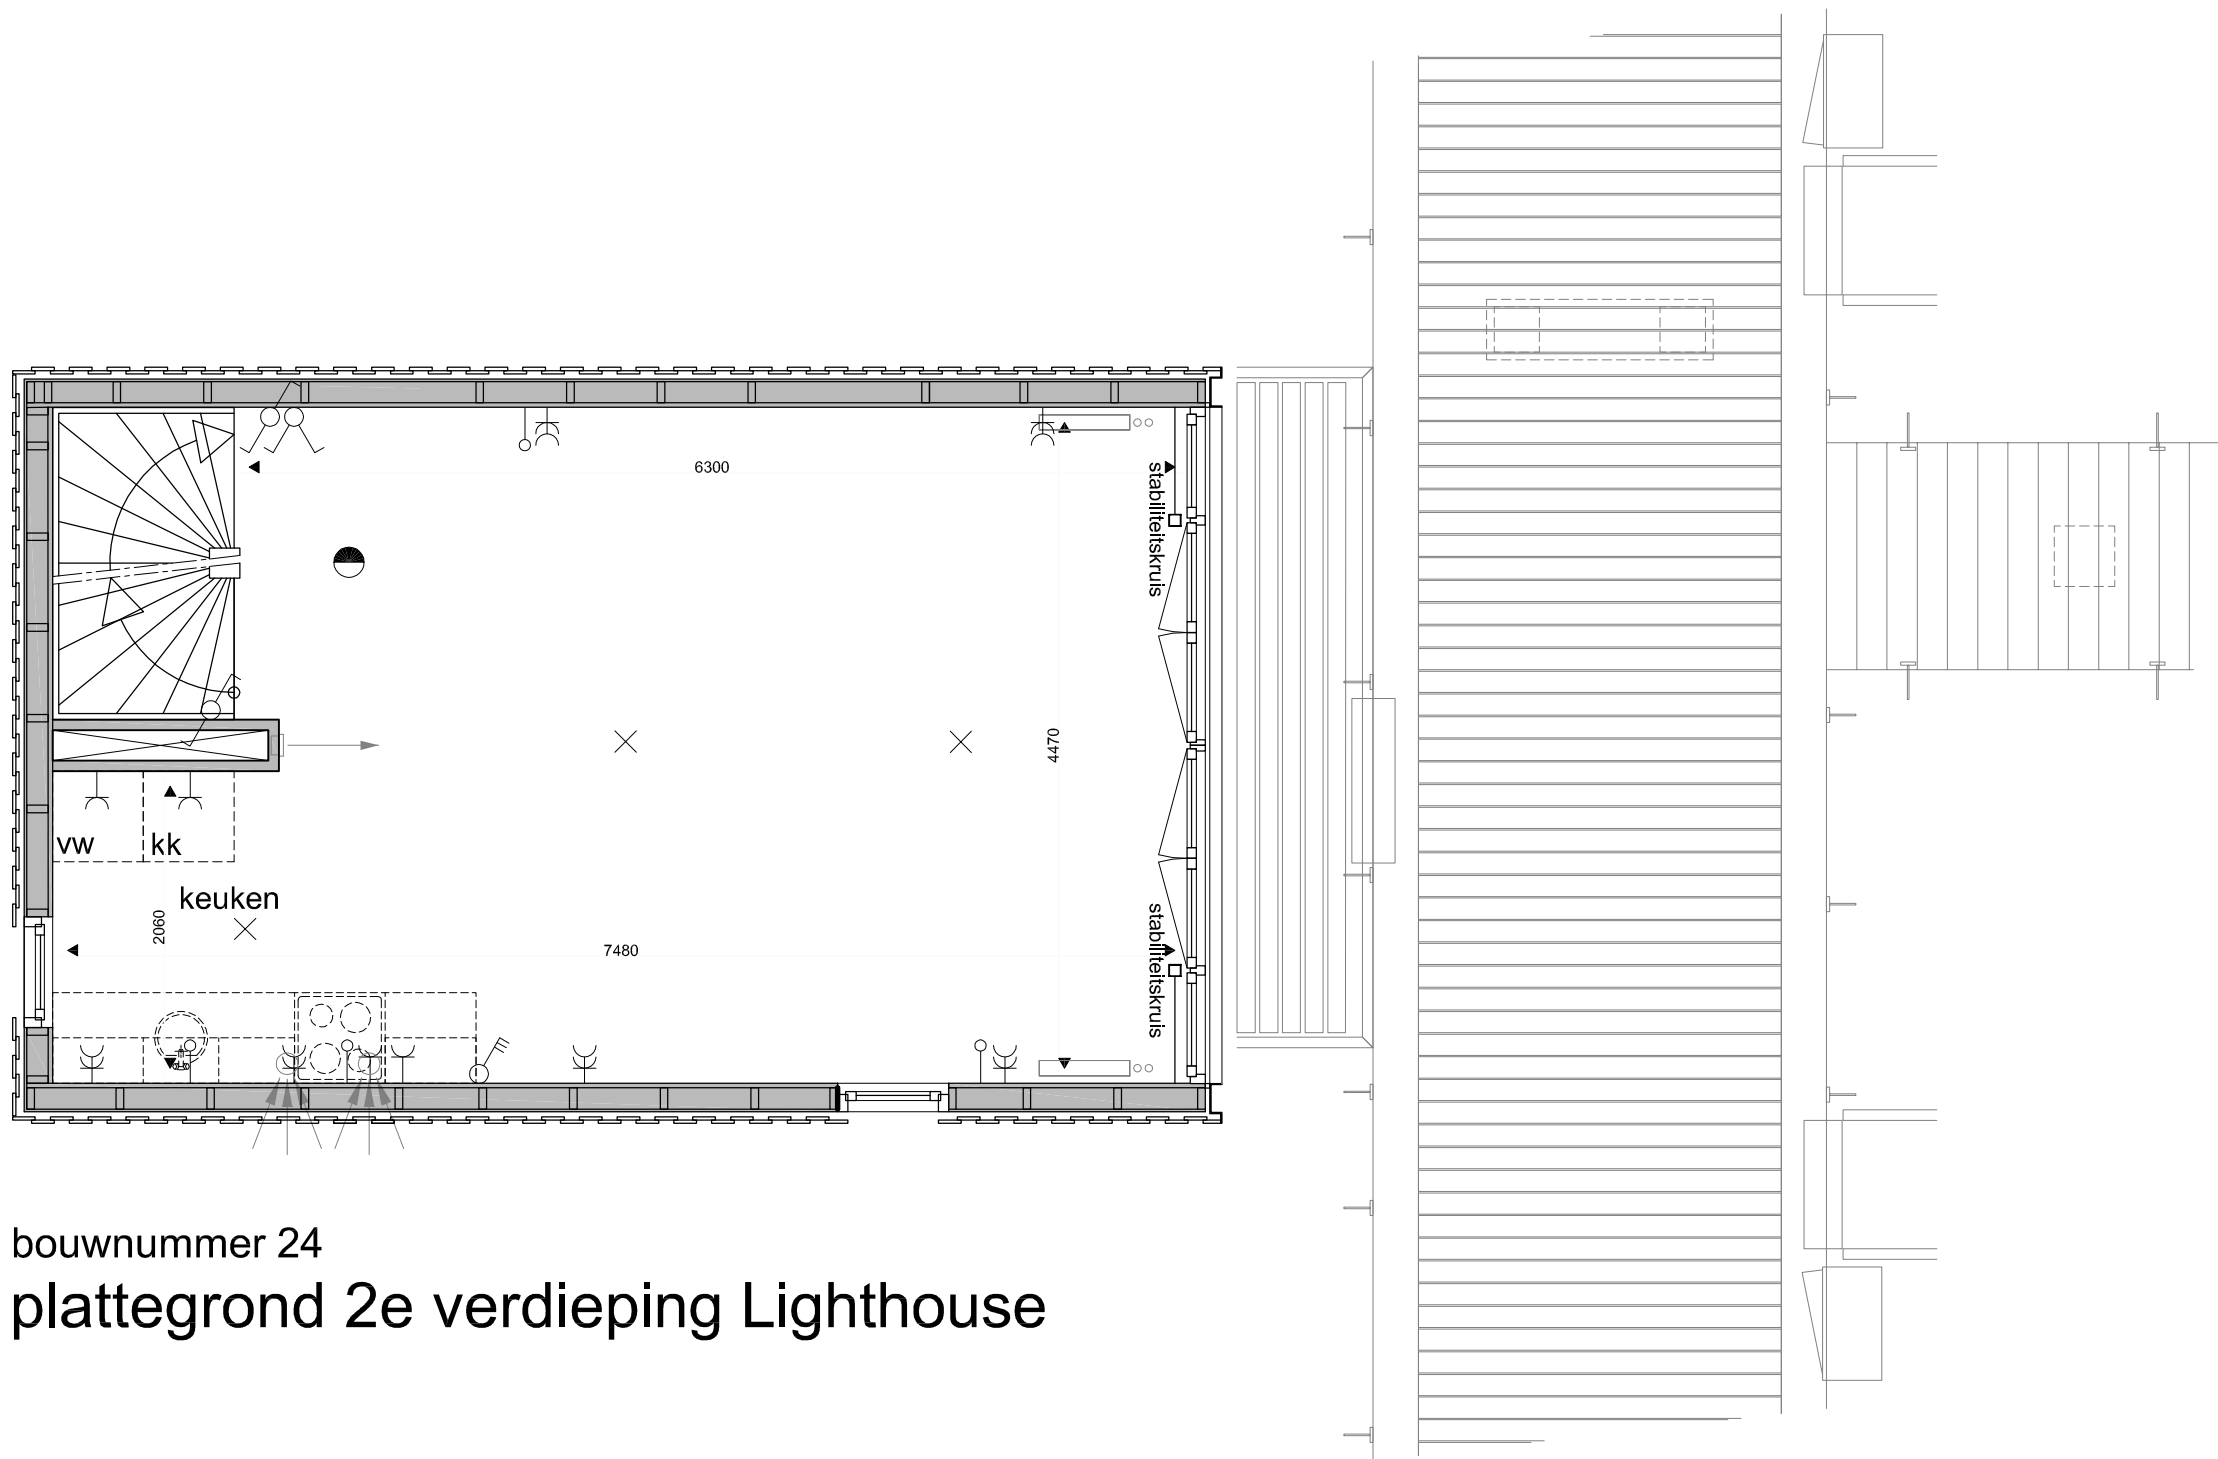 6300
stabiliteitskruis
4470
vw
kk
keuken
2060
7480
stabiliteitskruis
bouwnummer 24
plattegrond 2e verdieping Lighthouse